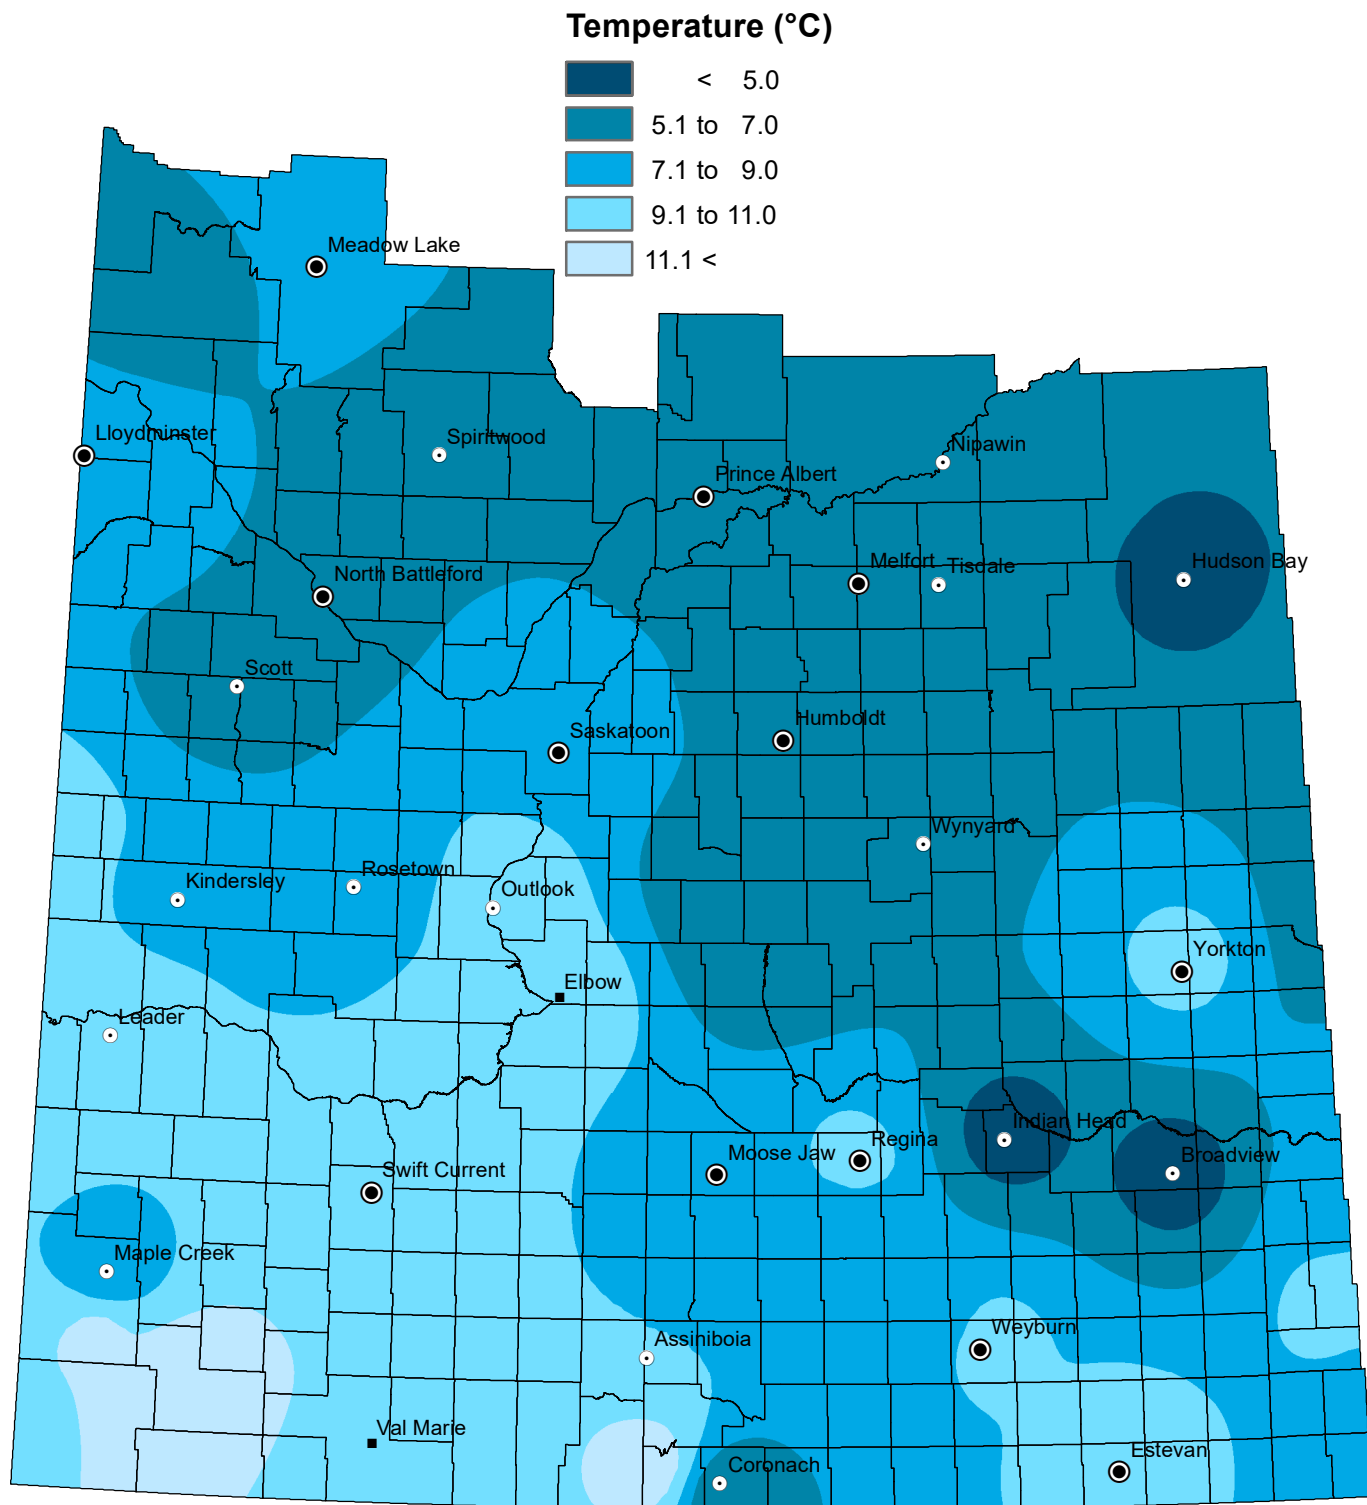 Temperature (°C)
< 5.0
5.1 to 7.0
7.1 to 9.0
9.1 to 11.0
11.1 <
Meadow Lake
Lloydminster
Spiritwood
Nipawin
Prince Albert
Melfort
Tisdale
Hudson Bay
North Battleford
Scott
Humboldt
Saskatoon
Wynyard
Rosetown
Kindersley
Outlook
Yorkton
Elbow
Leader
Indian Head
Regina
Moose Jaw
Broadview
Swift Current
Maple Creek
Weyburn
Assiniboia
Val Marie
Estevan
Coronach